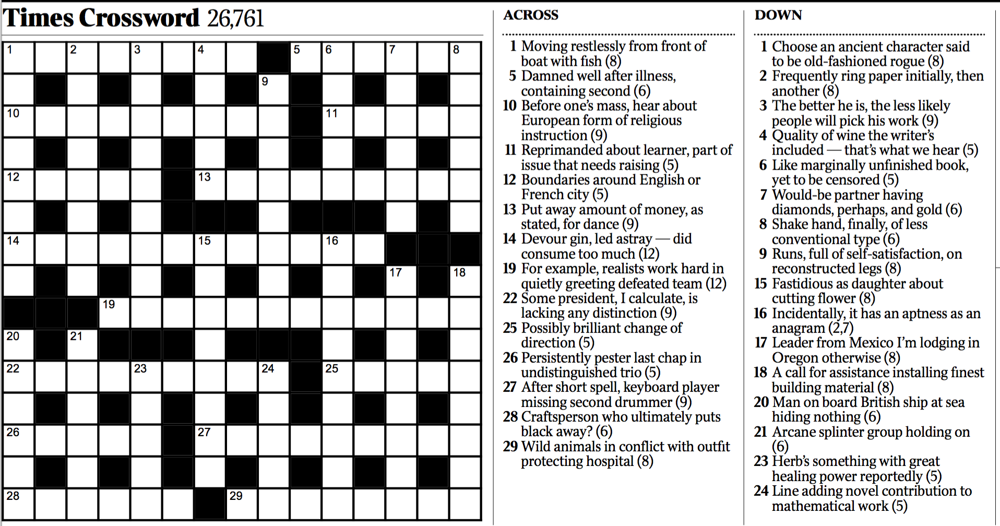 Times Crossword 26,761
1 2 3 4 5 6 7 8
9
10 11
12 13
14 15 16
17 18
19
20 21
22 23 24 25
26 27
28 29
ACROSS
1 Moving restlessly from front of
boat with fish (8)
5 Damned well after illness,
containing second (6)
10 Before one's mass, hear about
European form of religious
instruction (9)
11 Reprimanded about learner, part of
issue that needs raising (5)
12 Boundaries around English or
French city (5)
13 Put away amount of money, as
stated, for dance (9)
14 Devour gin, led astray — did
consume too much (12)
19 For example, realists work hard in
quietly greeting defeated team (12)
22 Some president, I calculate, is
lacking any distinction (9)
25 Possibly brilliant change of
direction (5)
26 Persistently pester last chap in
undistinguished trio (5)
27 After short spell, keyboard player
missing second drummer (9)
28 Craftsperson who ultimately puts
black away? (6)
29 Wild animals in conflict with outfit
protecting hospital (8)
DOWN
1 Choose an ancient character said
to be old-fashioned rogue (8)
2 Frequently ring paper initially, then
another (8)
3 The better he is, the less likely
people will pick his work (9)
4 Quality of wine the writer's
included — that's what we hear (5)
6 Like marginally unfinished book,
yet to be censored (5)
7 Would-be partner having
diamonds, perhaps, and gold (6)
8 Shake hand, finally, of less
conventional type (6)
9 Runs, full of self-satisfaction, on
reconstructed legs (8)
15 Fastidious as daughter about
cutting flower (8)
16 Incidentally, it has an aptness as an
anagram (2,7)
17 Leader from Mexico I'm lodging in
Oregon otherwise (8)
18 A call for assistance installing finest
building material (8)
20 Man on board British ship at sea
hiding nothing (6)
21 Arcane splinter group holding on
(6)
23 Herb's something with great
healing power reportedly (5)
24 Line adding novel contribution to
mathematical work (5)